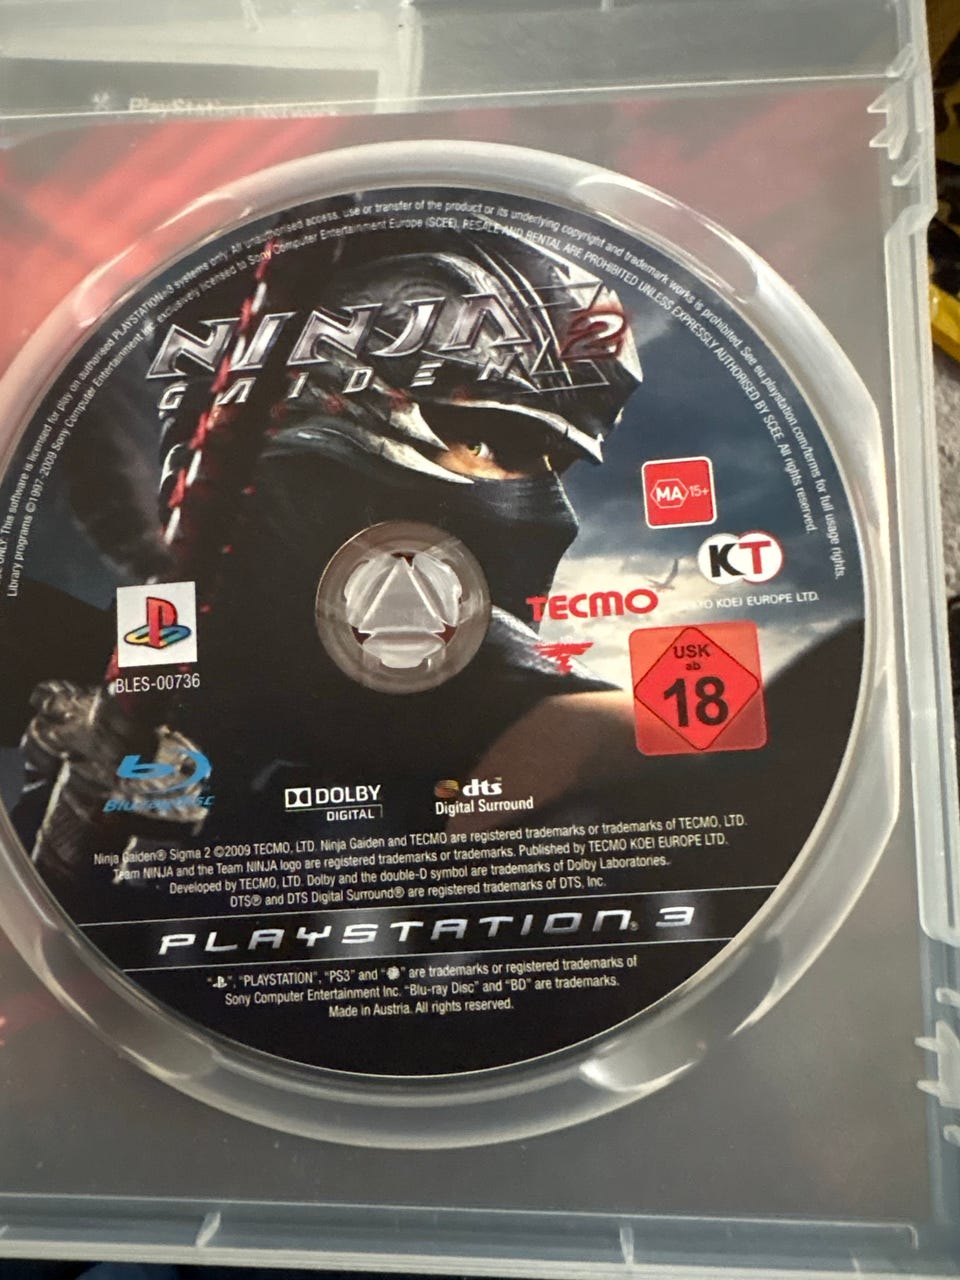 PlayStation Network
ONLY. This software is licensed for play on authorised PLAYSTATION®3 systems only. All unauthorised access, use or transfer of the product or its underlying copyright and trademark works is prohibited. See eu.playstation.com/terms for full usage rights.
Library programs ©1997-2009 Sony Computer Entertainment Inc. exclusively licensed to Sony Computer Entertainment Europe (SCEE). RESALE AND RENTAL ARE PROHIBITED UNLESS EXPRESSLY AUTHORISED BY SCEE. All rights reserved.
NINJA
GAIDEN
2
MA 15+
KT
TECMO
KOEI EUROPE LTD.
USK
ab
18
BLES-00736
Blu-ray Disc
DOLBY
DIGITAL
dts
Digital Surround
Ninja Gaiden® Sigma 2 ©2009 TECMO, LTD. Ninja Gaiden and TECMO are registered trademarks or trademarks of TECMO, LTD.
Team NINJA and the Team NINJA logo are registered trademarks or trademarks. Published by TECMO KOEI EUROPE LTD.
Developed by TECMO, LTD. Dolby and the double-D symbol are trademarks of Dolby Laboratories.
DTS® and DTS Digital Surround® are registered trademarks of DTS, Inc.
PLAYSTATION®3
"", "PLAYSTATION", "PS3" and "" are trademarks or registered trademarks of
Sony Computer Entertainment Inc. "Blu-ray Disc" and "BD" are trademarks.
Made in Austria. All rights reserved.